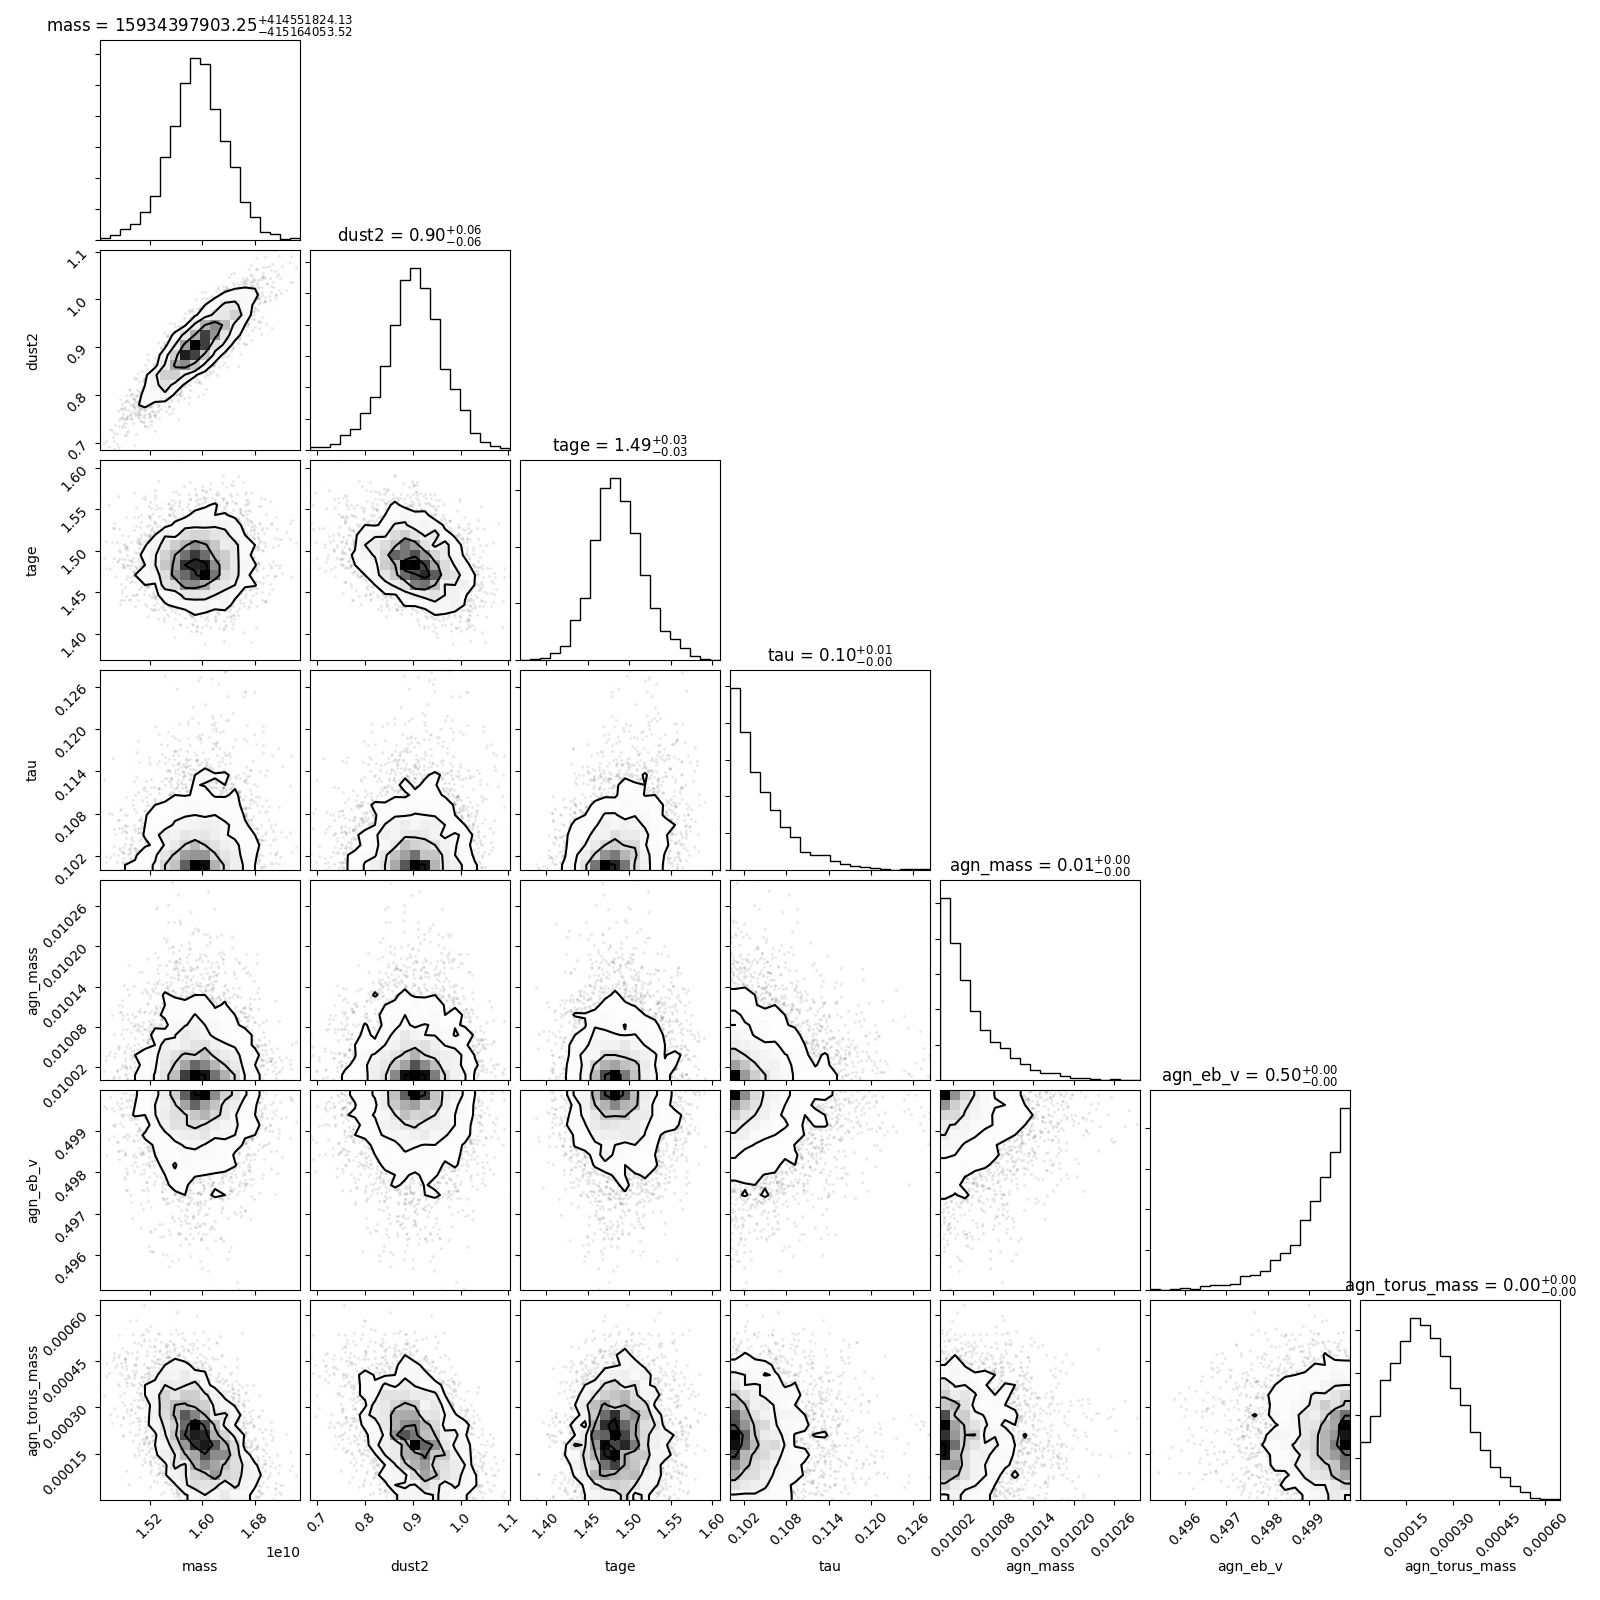 mass = 15934397903.25+414551824.13−415164053.52
dust2 = 0.90+0.06−0.06
1.1
1.0
0.9
0.8
0.7
dust2
tage = 1.49+0.03−0.03
1.60
1.55
1.50
1.45
1.40
tage
tau = 0.10+0.01−0.00
0.126
0.120
0.114
0.108
0.102
tau
agn_mass = 0.01+0.00−0.00
0.01026
0.01020
0.01014
0.01008
0.01002
agn_mass
agn_eb_v = 0.50+0.00−0.00
0.499
0.498
0.497
0.496
agn_eb_v
agn_torus_mass = 0.00+0.00−0.00
0.00060
0.00045
0.00030
0.00015
agn_torus_mass
1.52 1.60 1.68 0.7 0.8 0.9 1.0 1.1 1.40 1.45 1.50 1.55 1.60 0.102 0.108 0.114 0.120 0.126 0.01002 0.01008 0.01014 0.01020 0.01026 0.496 0.497 0.498 0.499 0.00015 0.00030 0.00045 0.00060
1e10
mass dust2 tage tau agn_mass agn_eb_v agn_torus_mass